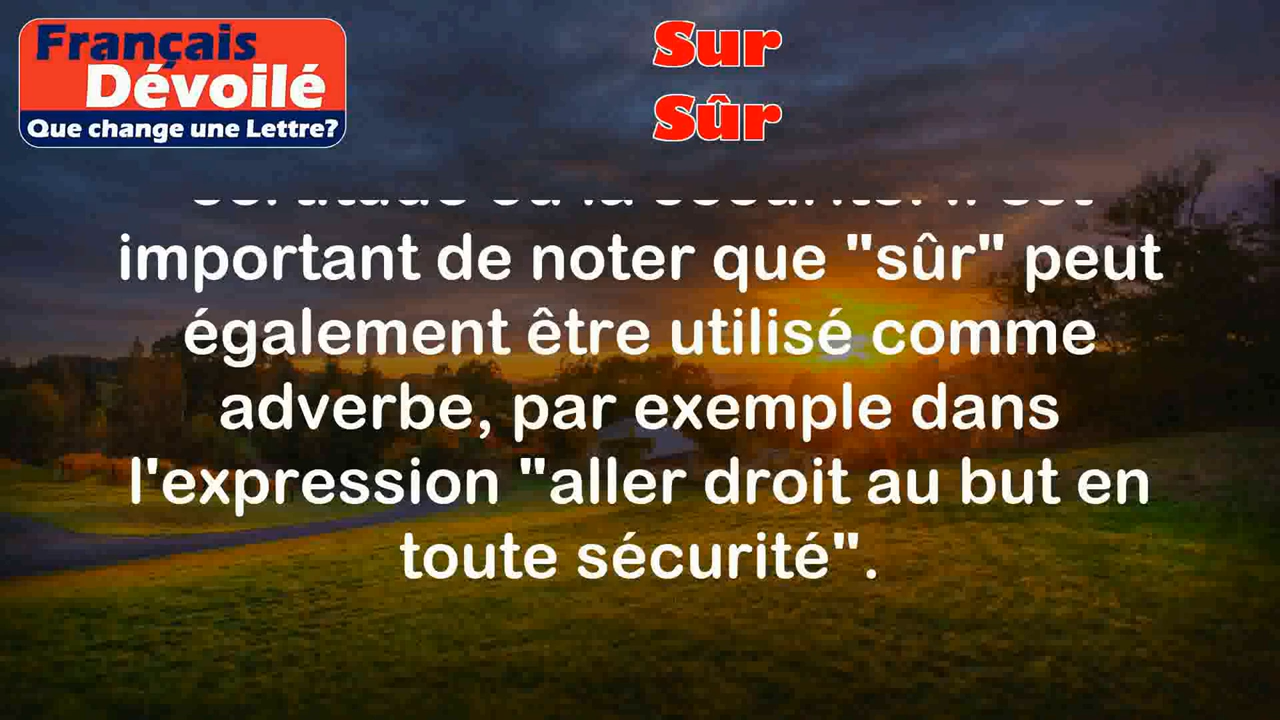 Français
Dévoilé
Que change une Lettre?
Sur
Sûr
important de noter que "sûr" peut
également être utilisé comme
adverbe, par exemple dans
l'expression "aller droit au but en
toute sécurité".